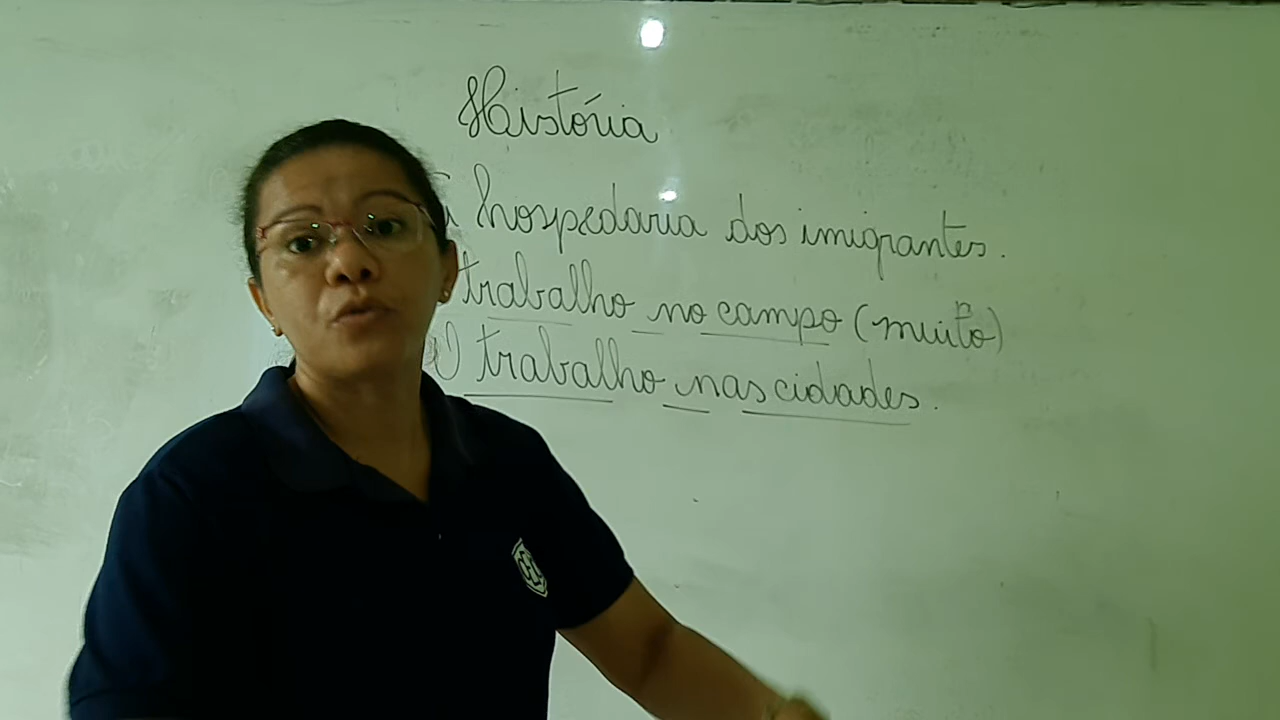 História
A hospedaria dos imigrantes.
trabalho no campo (muito)
O trabalho nas cidades.